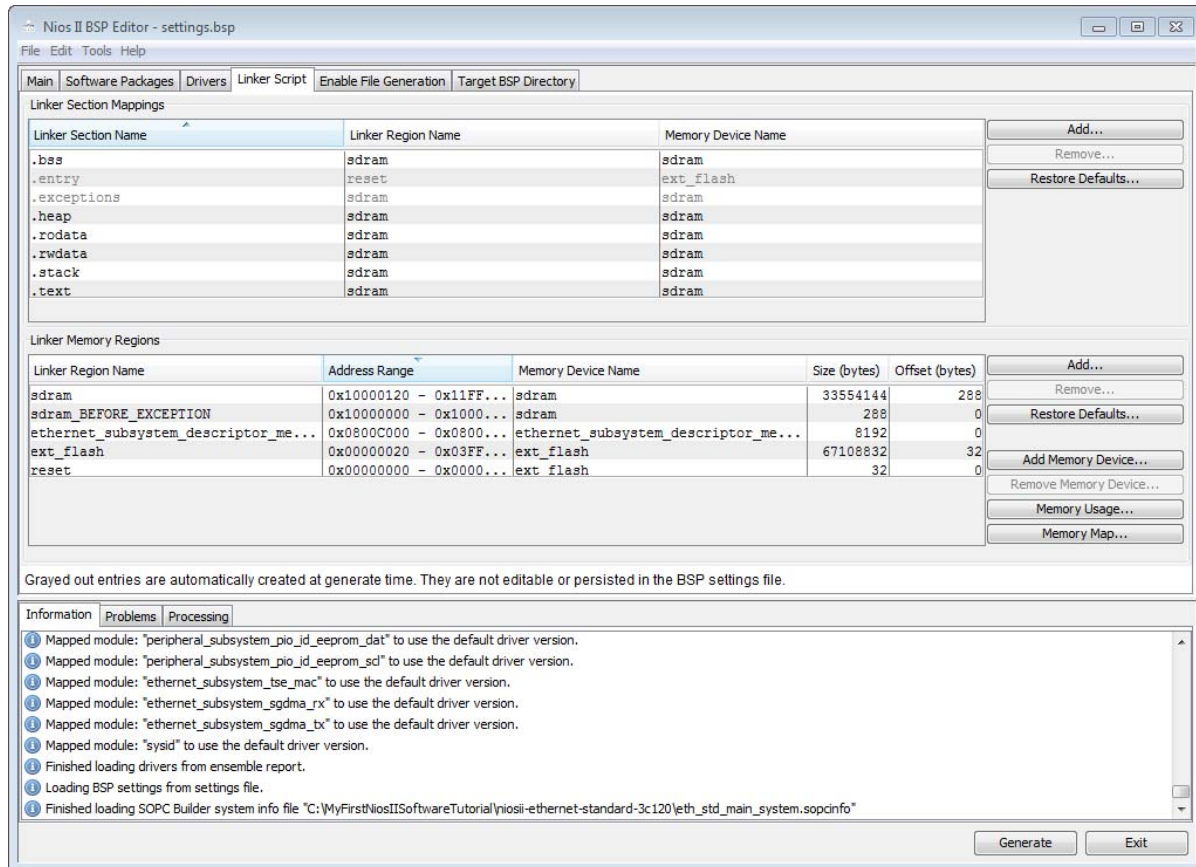 Nios II BSP Editor - settings.bsp
File Edit Tools Help
Main Software Packages Drivers Linker Script Enable File Generation Target BSP Directory
Linker Section Mappings
Linker Section Name Linker Region Name Memory Device Name Add...
.bss sdram sdram Remove...
.entry reset ext_flash Restore Defaults...
.exceptions sdram sdram
.heap sdram sdram
.rodata sdram sdram
.rwdata sdram sdram
.stack sdram sdram
.text sdram sdram
Linker Memory Regions
Linker Region Name Address Range Memory Device Name Size (bytes) Offset (bytes) Add...
sdram 0x10000120 - 0x11FF... sdram 33554144 288 Remove...
sdram_BEFORE_EXCEPTION 0x10000000 - 0x1000... sdram 288 0 Restore Defaults...
ethernet_subsystem_descriptor_me... 0x0800C000 - 0x0800... ethernet_subsystem_descriptor_me... 8192 0
ext_flash 0x00000020 - 0x03FF... ext_flash 67108832 32 Add Memory Device...
reset 0x00000000 - 0x0000... ext_flash 32 0 Remove Memory Device...
Memory Usage...
Memory Map...
Grayed out entries are automatically created at generate time. They are not editable or persisted in the BSP settings file.
Information Problems Processing
Mapped module: "peripheral_subsystem_pio_id_eeprom_dat" to use the default driver version.
Mapped module: "peripheral_subsystem_pio_id_eeprom_scl" to use the default driver version.
Mapped module: "ethernet_subsystem_tse_mac" to use the default driver version.
Mapped module: "ethernet_subsystem_sgdma_rx" to use the default driver version.
Mapped module: "ethernet_subsystem_sgdma_tx" to use the default driver version.
Mapped module: "sysid" to use the default driver version.
Finished loading drivers from ensemble report.
Loading BSP settings from settings file.
Finished loading SOPC Builder system info file "C:\MyFirstNiosIISoftwareTutorial\niosii-ethernet-standard-3c120\eth_std_main_system.sopcinfo"
Generate Exit